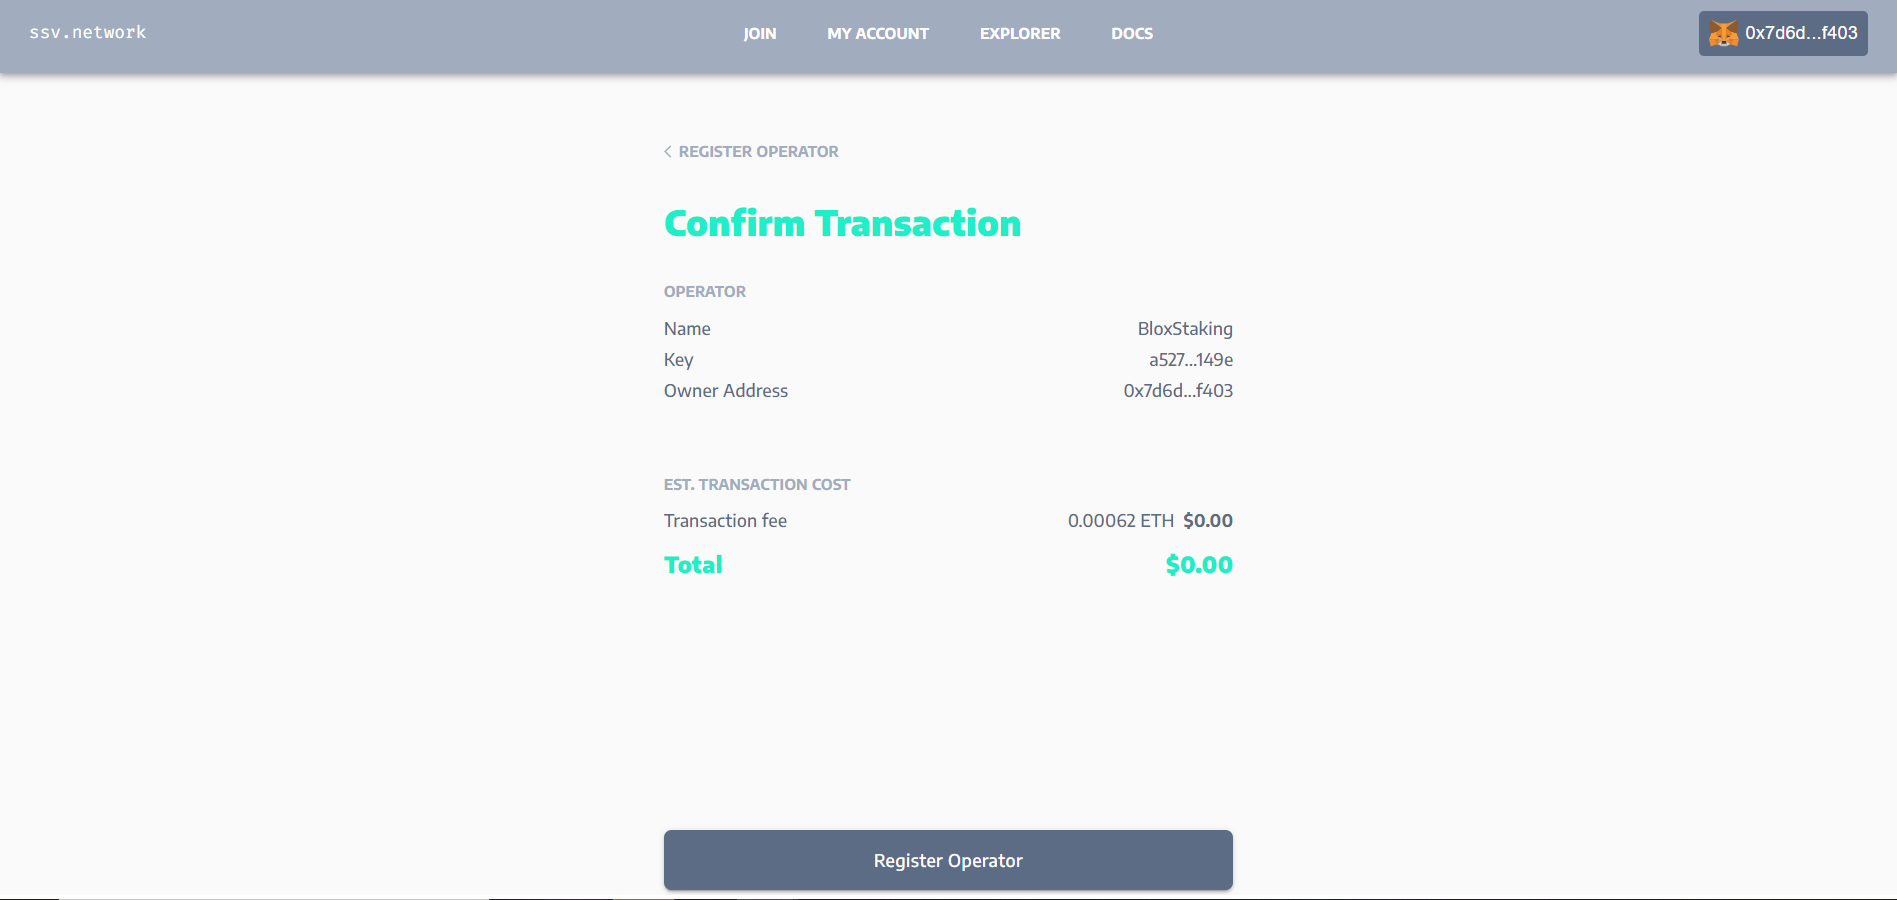 ssv.network
JOIN MY ACCOUNT EXPLORER DOCS
0x7d6d...f403
REGISTER OPERATOR
Confirm Transaction
OPERATOR
Name BloxStaking
Key a527...149e
Owner Address 0x7d6d...f403
EST. TRANSACTION COST
Transaction fee 0.00062 ETH $0.00
Total $0.00
Register Operator